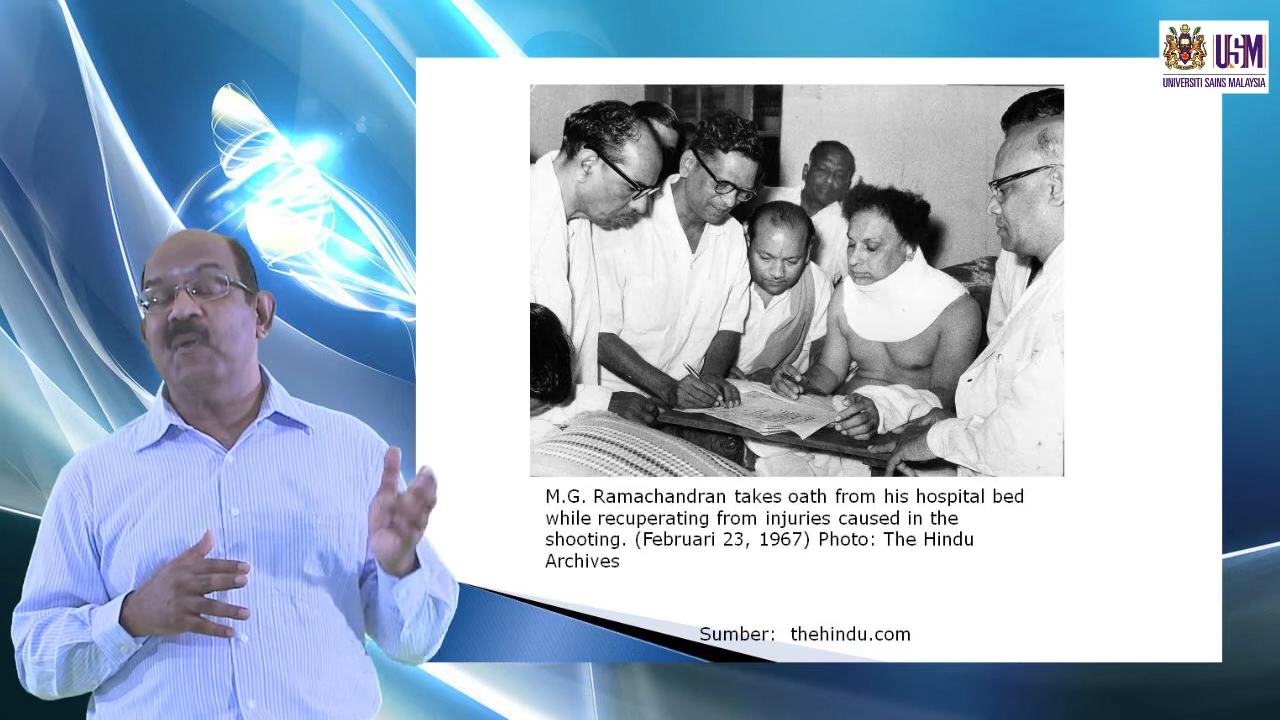 USM
UNIVERSITI SAINS MALAYSIA
M.G. Ramachandran takes oath from his hospital bed
while recuperating from injuries caused in the
shooting. (Februari 23, 1967) Photo: The Hindu
Archives
Sumber: thehindu.com